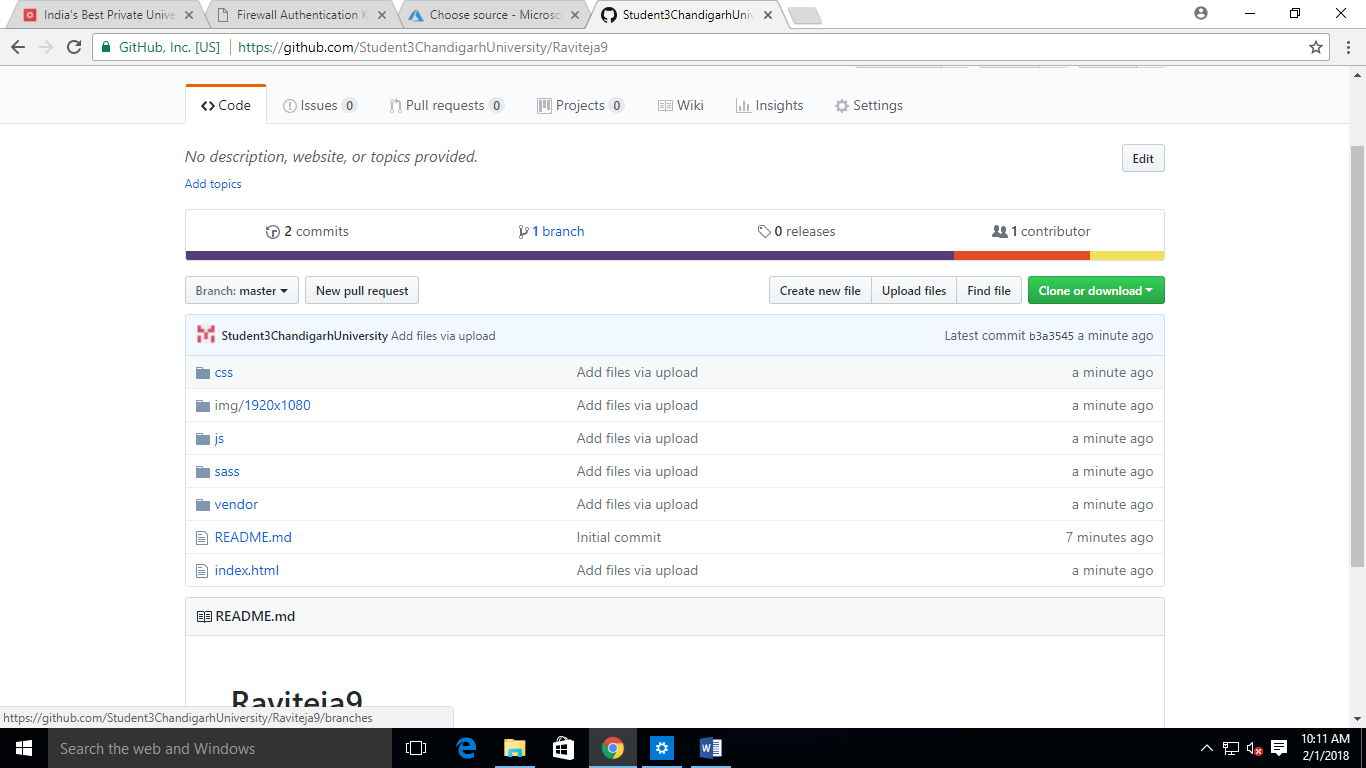 India's Best Private Unive
Firewall Authentication K
Choose source - Microso
Student3ChandigarhUniv
GitHub, Inc. [US] https://github.com/Student3ChandigarhUniversity/Raviteja9
Code Issues 0 Pull requests 0 Projects 0 Wiki Insights Settings
No description, website, or topics provided. Edit
Add topics
2 commits 1 branch 0 releases 1 contributor
Branch: master New pull request Create new file Upload files Find file Clone or download
Student3ChandigarhUniversity Add files via upload Latest commit b3a3545 a minute ago
css Add files via upload a minute ago
img/1920x1080 Add files via upload a minute ago
js Add files via upload a minute ago
sass Add files via upload a minute ago
vendor Add files via upload a minute ago
README.md Initial commit 7 minutes ago
index.html Add files via upload a minute ago
README.md
Raviteja9
https://github.com/Student3ChandigarhUniversity/Raviteja9/branches
Search the web and Windows
10:11 AM
2/1/2018